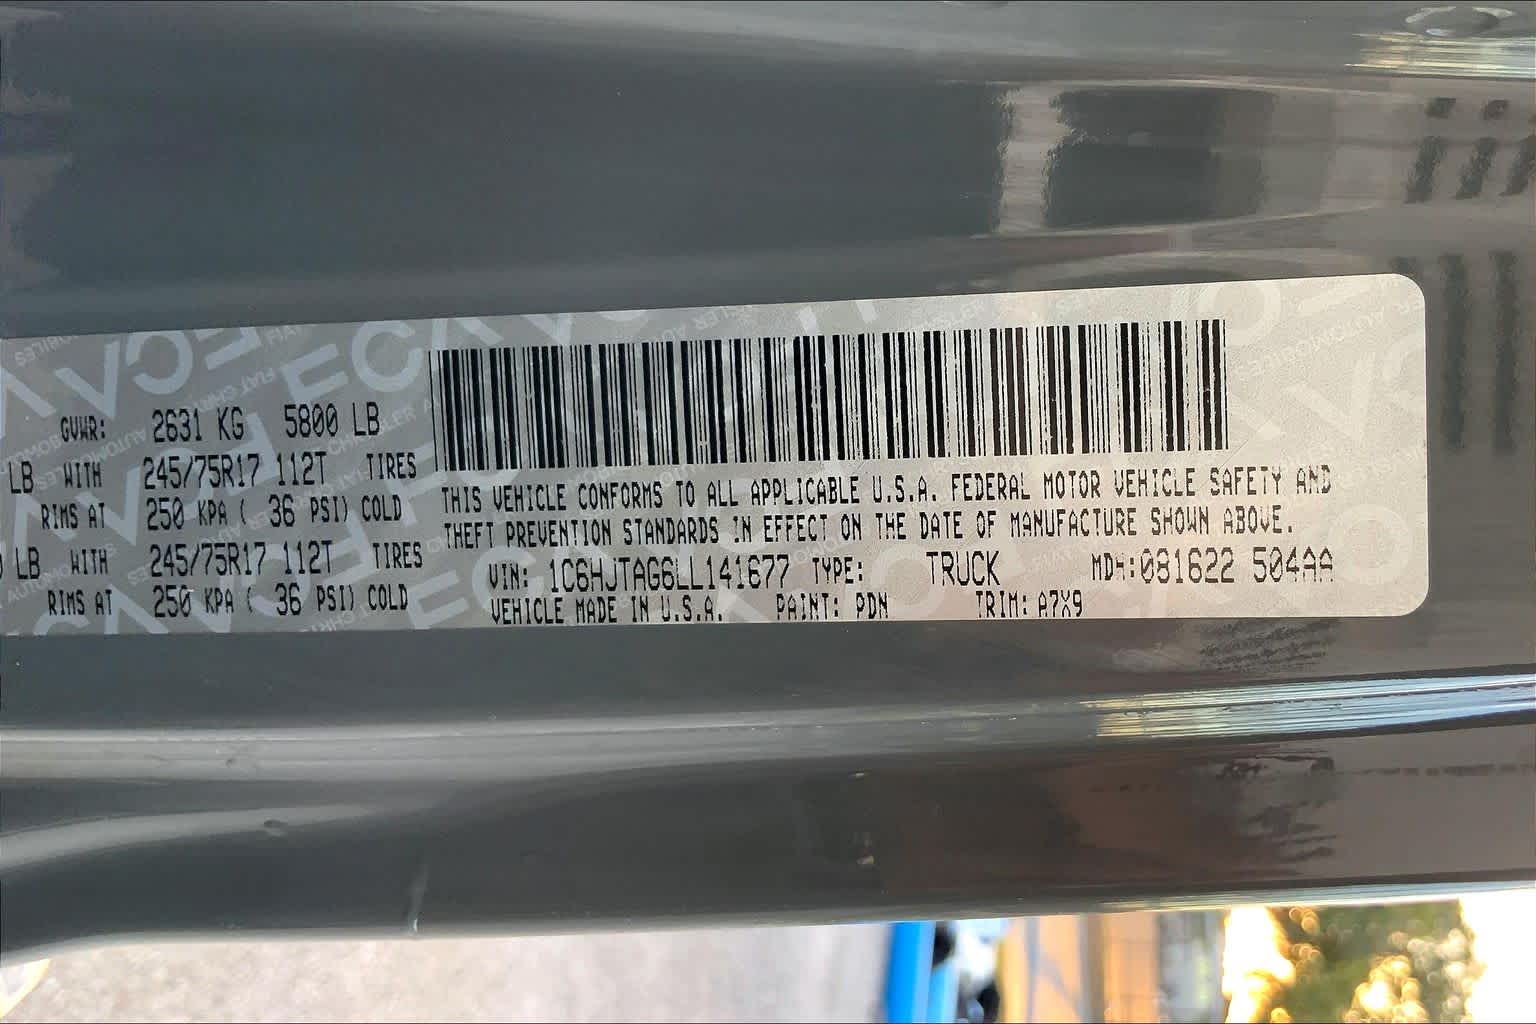 GVWR: 2631 KG 5800 LB
LB WITH 245/75R17 112T TIRES
RIMS AT 250 KPA ( 36 PSI) COLD
LB WITH 245/75R17 112T TIRES
RIMS AT 250 KPA ( 36 PSI) COLD
THIS VEHICLE CONFORMS TO ALL APPLICABLE U.S.A. FEDERAL MOTOR VEHICLE SAFETY AND
THEFT PREVENTION STANDARDS IN EFFECT ON THE DATE OF MANUFACTURE SHOWN ABOVE.
VIN: 1C6HJTAG6LL141677 TYPE: TRUCK MDH:081622 504AA
VEHICLE MADE IN U.S.A. PAINT: PDN TRIM: A7X9